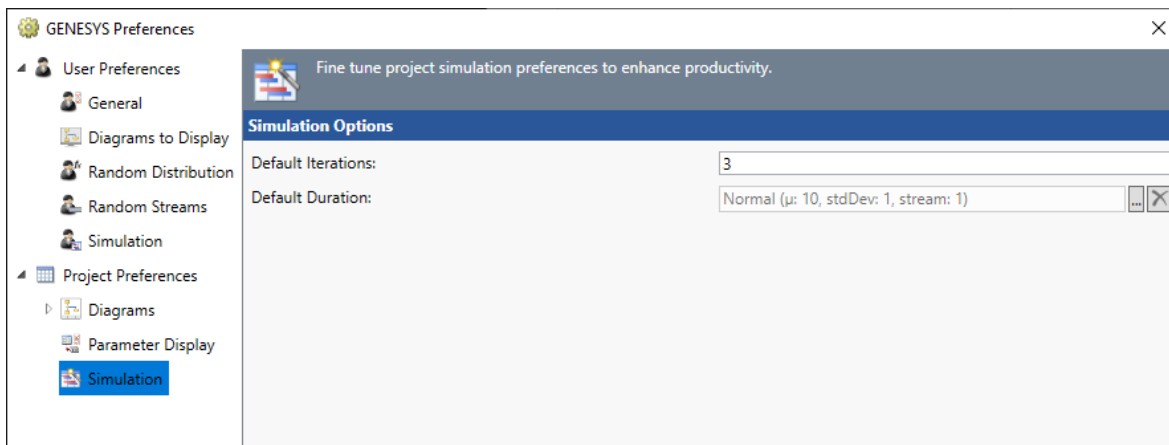 GENESYS Preferences
User Preferences
General
Diagrams to Display
Random Distribution
Random Streams
Simulation
Project Preferences
Diagrams
Parameter Display
Simulation
Fine tune project simulation preferences to enhance productivity.
Simulation Options
Default Iterations:
3
Default Duration:
Normal (μ: 10, stdDev: 1, stream: 1)
...